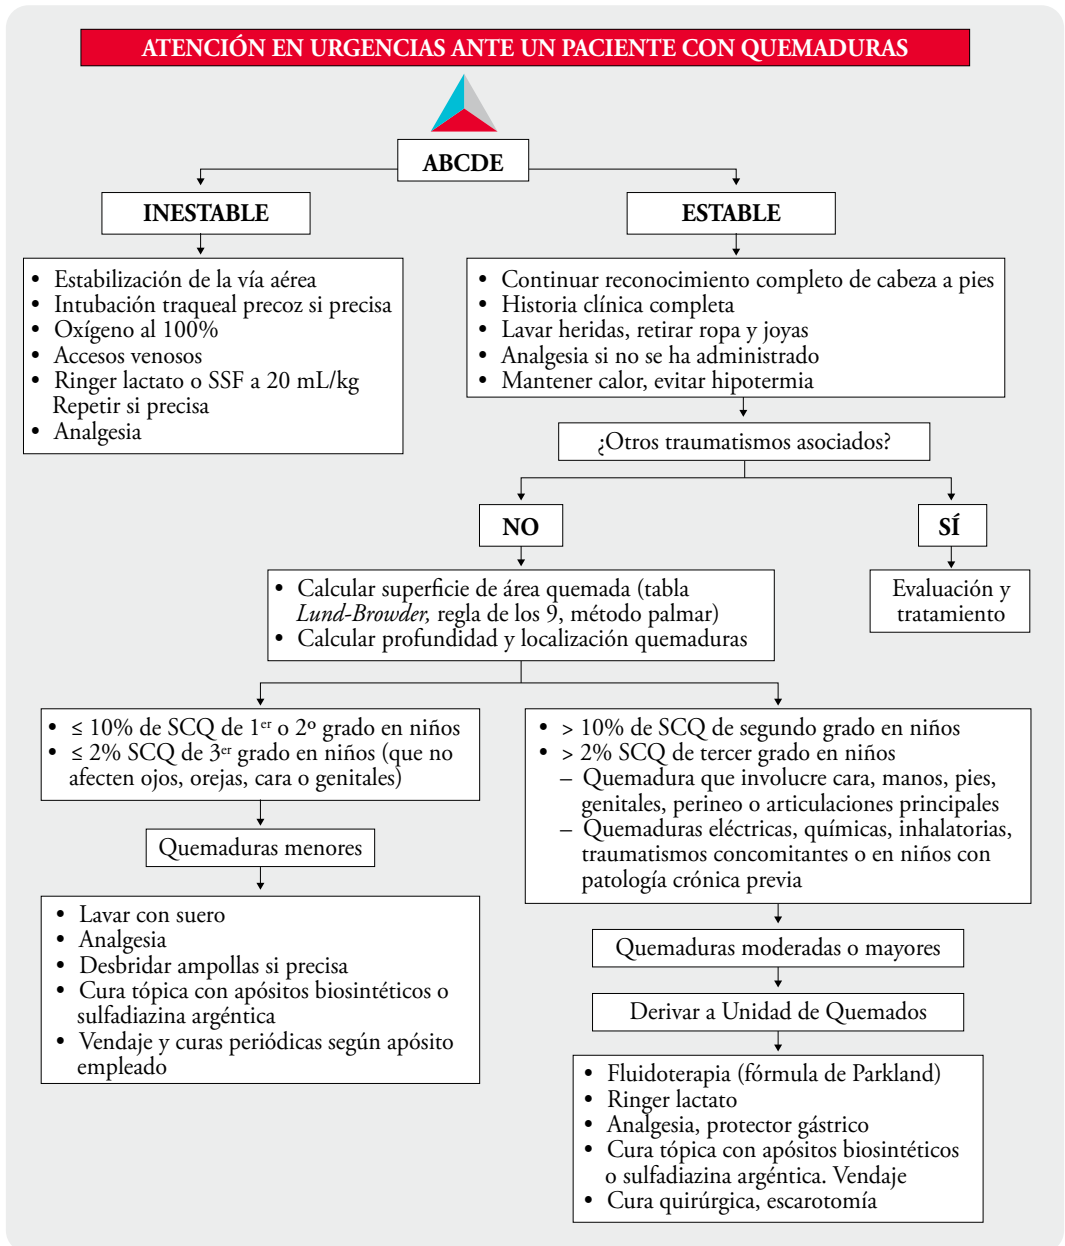 ATENCIÓN EN URGENCIAS ANTE UN PACIENTE CON QUEMADURAS
ABCDE
INESTABLE
• Estabilización de la vía aérea
• Intubación traqueal precoz si precisa
• Oxígeno al 100%
• Accesos venosos
• Ringer lactato o SSF a 20 mL/kg
Repetir si precisa
• Analgesia
ESTABLE
• Continuar reconocimiento completo de cabeza a pies
• Historia clínica completa
• Lavar heridas, retirar ropa y joyas
• Analgesia si no se ha administrado
• Mantener calor, evitar hipotermia
¿Otros traumatismos asociados?
NO
SÍ
Evaluación y
tratamiento
• Calcular superficie de área quemada (tabla
Lund-Browder, regla de los 9, método palmar)
• Calcular profundidad y localización quemaduras
• ≤ 10% de SCQ de 1er o 2º grado en niños
• ≤ 2% SCQ de 3er grado en niños (que no
afecten ojos, orejas, cara o genitales)
Quemaduras menores
• Lavar con suero
• Analgesia
• Desbridar ampollas si precisa
• Cura tópica con apósitos biosintéticos o
sulfadiazina argéntica
• Vendaje y curas periódicas según apósito
empleado
• > 10% de SCQ de segundo grado en niños
• > 2% SCQ de tercer grado en niños
– Quemadura que involucre cara, manos, pies,
genitales, perineo o articulaciones principales
– Quemaduras eléctricas, químicas, inhalatorias,
traumatismos concomitantes o en niños con
patología crónica previa
Quemaduras moderadas o mayores
Derivar a Unidad de Quemados
• Fluidoterapia (fórmula de Parkland)
• Ringer lactato
• Analgesia, protector gástrico
• Cura tópica con apósitos biosintéticos
o sulfadiazina argéntica. Vendaje
• Cura quirúrgica, escarotomía